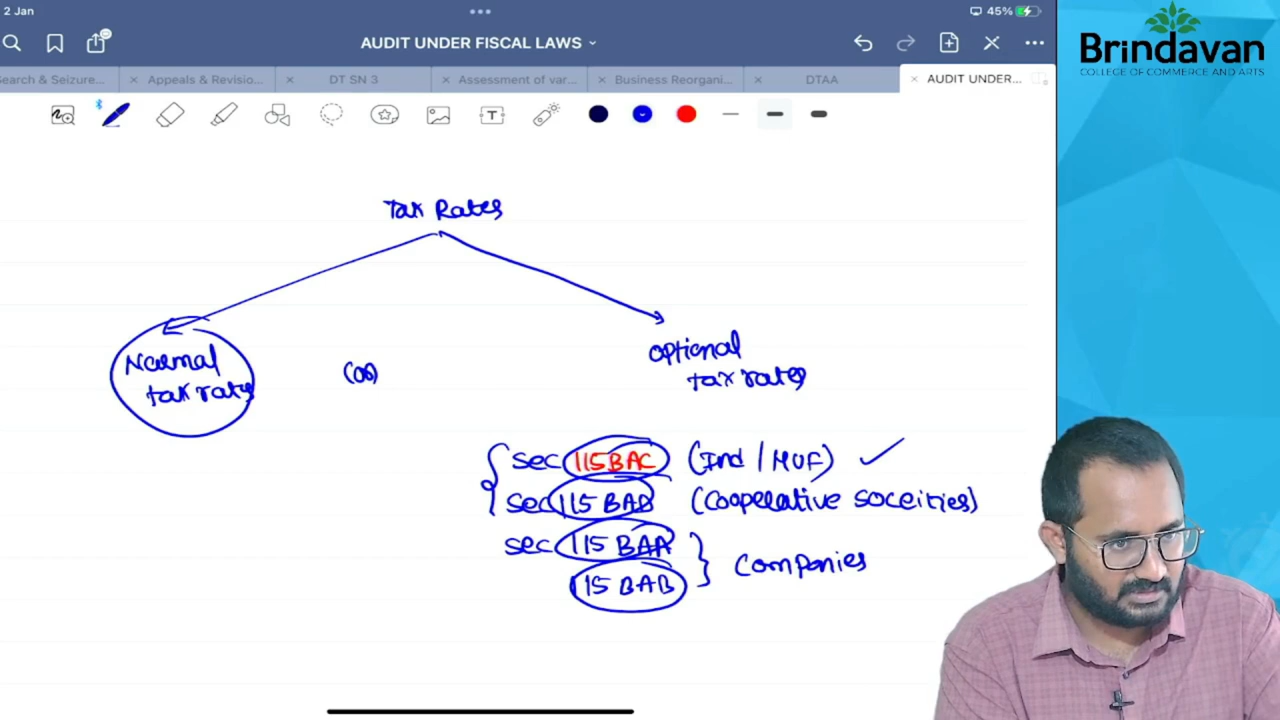 2 Jan
45%
AUDIT UNDER FISCAL LAWS
Brindavan
COLLEGE OF COMMERCE AND ARTS
earch & Seizure...
Appeals & Revisio...
DT SN 3
Assessment of var...
Business Reorgani...
DTAA
AUDIT UNDER...
T
Tax Rates
Normal
tax rates
(or)
optional
tax rates
sec 115BAC (Ind / HUF)
sec 115 BAD (Cooperative soceities)
sec 115 BAA
115 BAB
companies